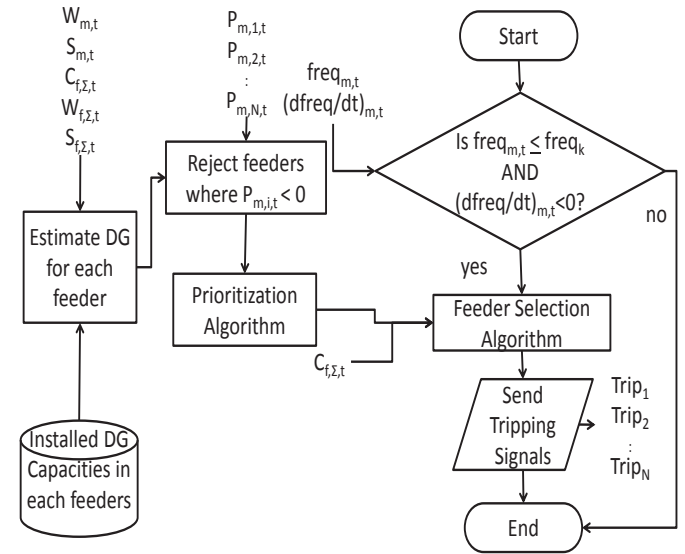 W_m,t
S_m,t
C_f,Σ,t
W_f,Σ,t
S_f,Σ,t
Estimate DG
for each
feeder
Installed DG
Capacities in
each feeders
P_m,1,t
P_m,2,t
:
P_m,N,t
Reject feeders
where P_m,i,t < 0
Prioritization
Algorithm
C_f,Σ,t
freq_m,t
(dfreq/dt)_m,t
Start
Is freq_m,t ≤ freq_k
AND
(dfreq/dt)_m,t<0?
no
yes
Feeder Selection
Algorithm
Send
Tripping
Signals
Trip_1
Trip_2
:
Trip_N
End